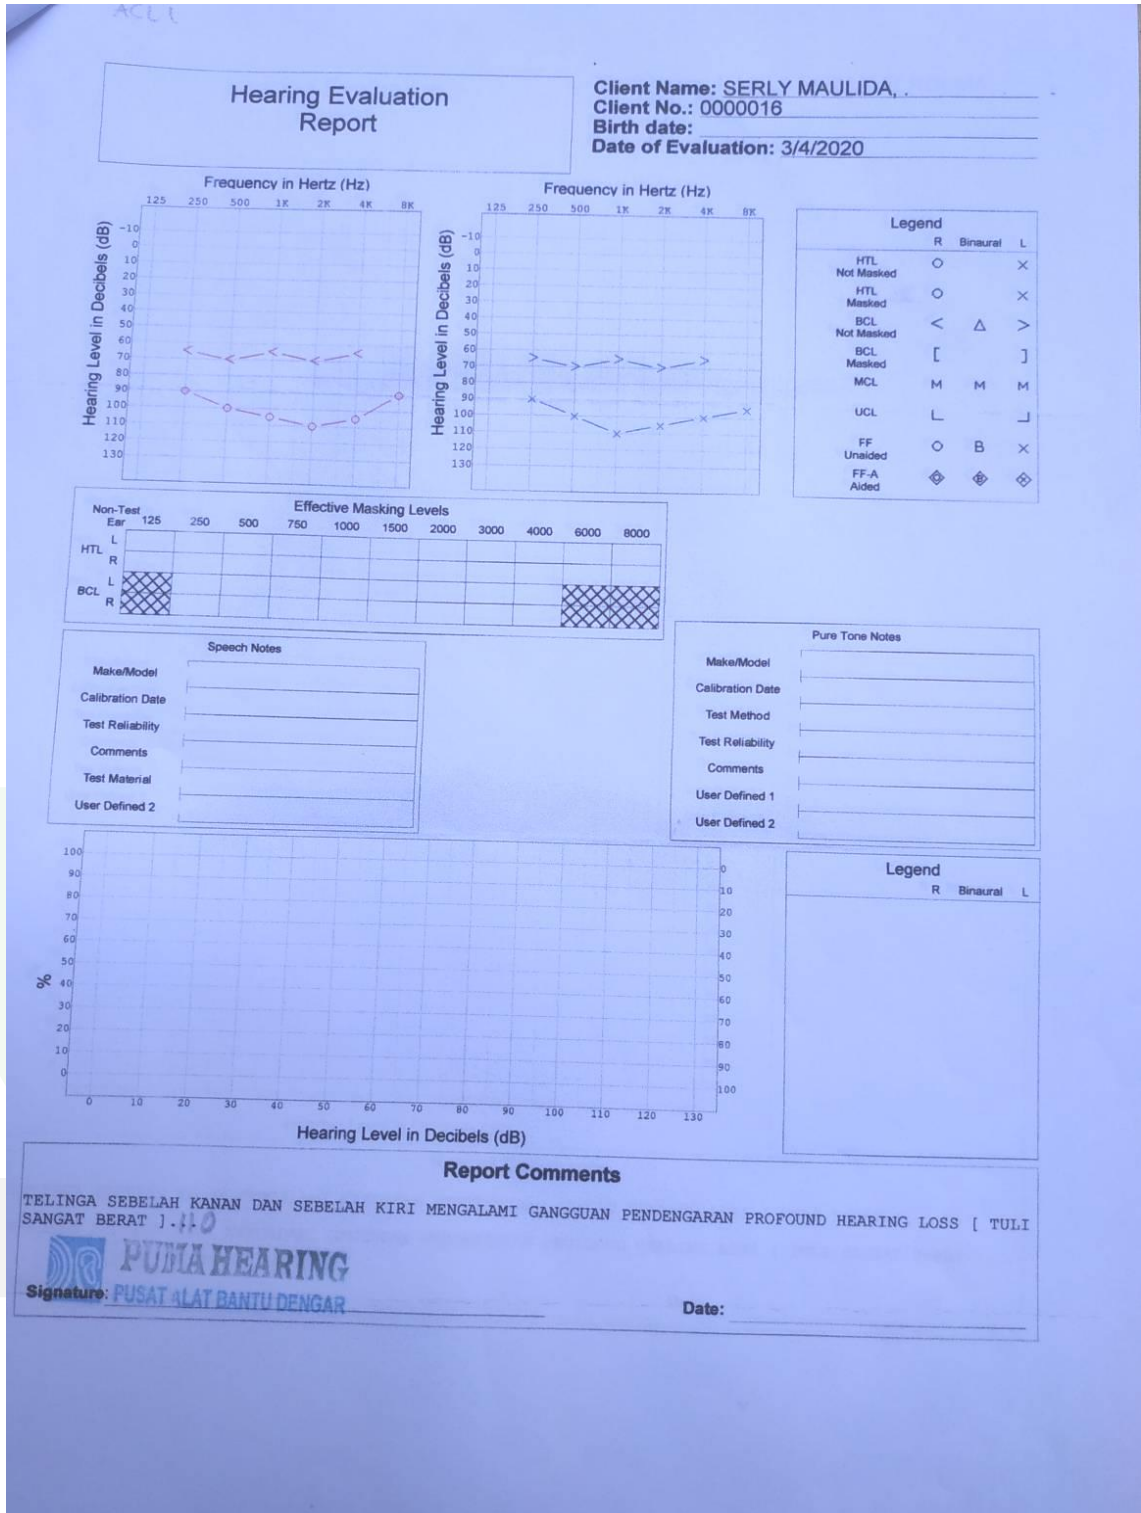 Hearing Evaluation
Report
Client Name: SERLY MAULIDA, .
Client No.: 0000016
Birth date:
Date of Evaluation: 3/4/2020
Frequency in Hertz (Hz)
125 250 500 1K 2K 4K 8K
Hearing Level in Decibels (dB)
-10
0
10
20
30
40
50
60
70
80
90
100
110
120
130
Frequency in Hertz (Hz)
125 250 500 1K 2K 4K 8K
Hearing Level in Decibels (dB)
-10
0
10
20
30
40
50
60
70
80
90
100
110
120
130
Legend
R Binaural L
HTL
Not Masked
HTL
Masked
BCL
Not Masked
BCL
Masked
MCL M M M
UCL
FF
Unaided B
FF-A
Aided
Effective Masking Levels
Non-Test
Ear 125 250 500 750 1000 1500 2000 3000 4000 6000 8000
HTL L
R
BCL L
R
Speech Notes
Make/Model
Calibration Date
Test Reliability
Comments
Test Material
User Defined 2
Pure Tone Notes
Make/Model
Calibration Date
Test Method
Test Reliability
Comments
User Defined 1
User Defined 2
%
100
90
80
70
60
50
40
30
20
10
0
0
10
20
30
40
50
60
70
80
90
100
0 10 20 30 40 50 60 70 80 90 100 110 120 130
Hearing Level in Decibels (dB)
Legend
R Binaural L
Report Comments
TELINGA SEBELAH KANAN DAN SEBELAH KIRI MENGALAMI GANGGUAN PENDENGARAN PROFOUND HEARING LOSS [ TULI
SANGAT BERAT ]...
PUMA HEARING
PUSAT ALAT BANTU DENGAR
Signature:
Date: